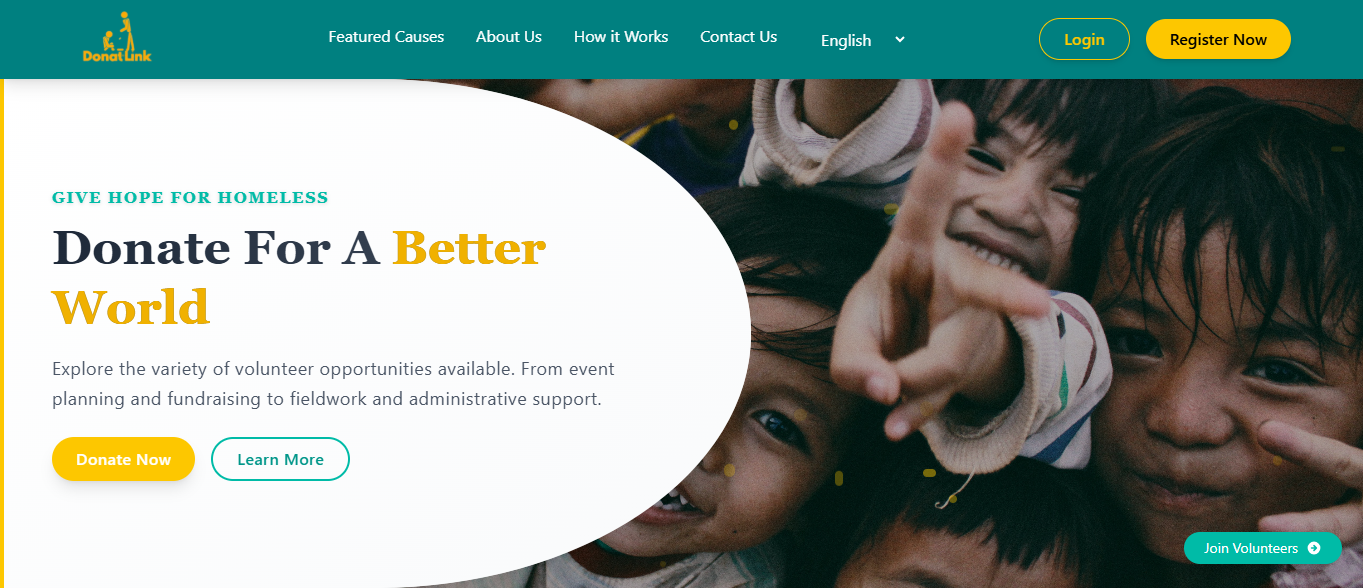 DonatLink
Featured Causes
About Us
How it Works
Contact Us
English
Login
Register Now
GIVE HOPE FOR HOMELESS
Donate For A Better
World
Explore the variety of volunteer opportunities available. From event
planning and fundraising to fieldwork and administrative support.
Donate Now
Learn More
Join Volunteers